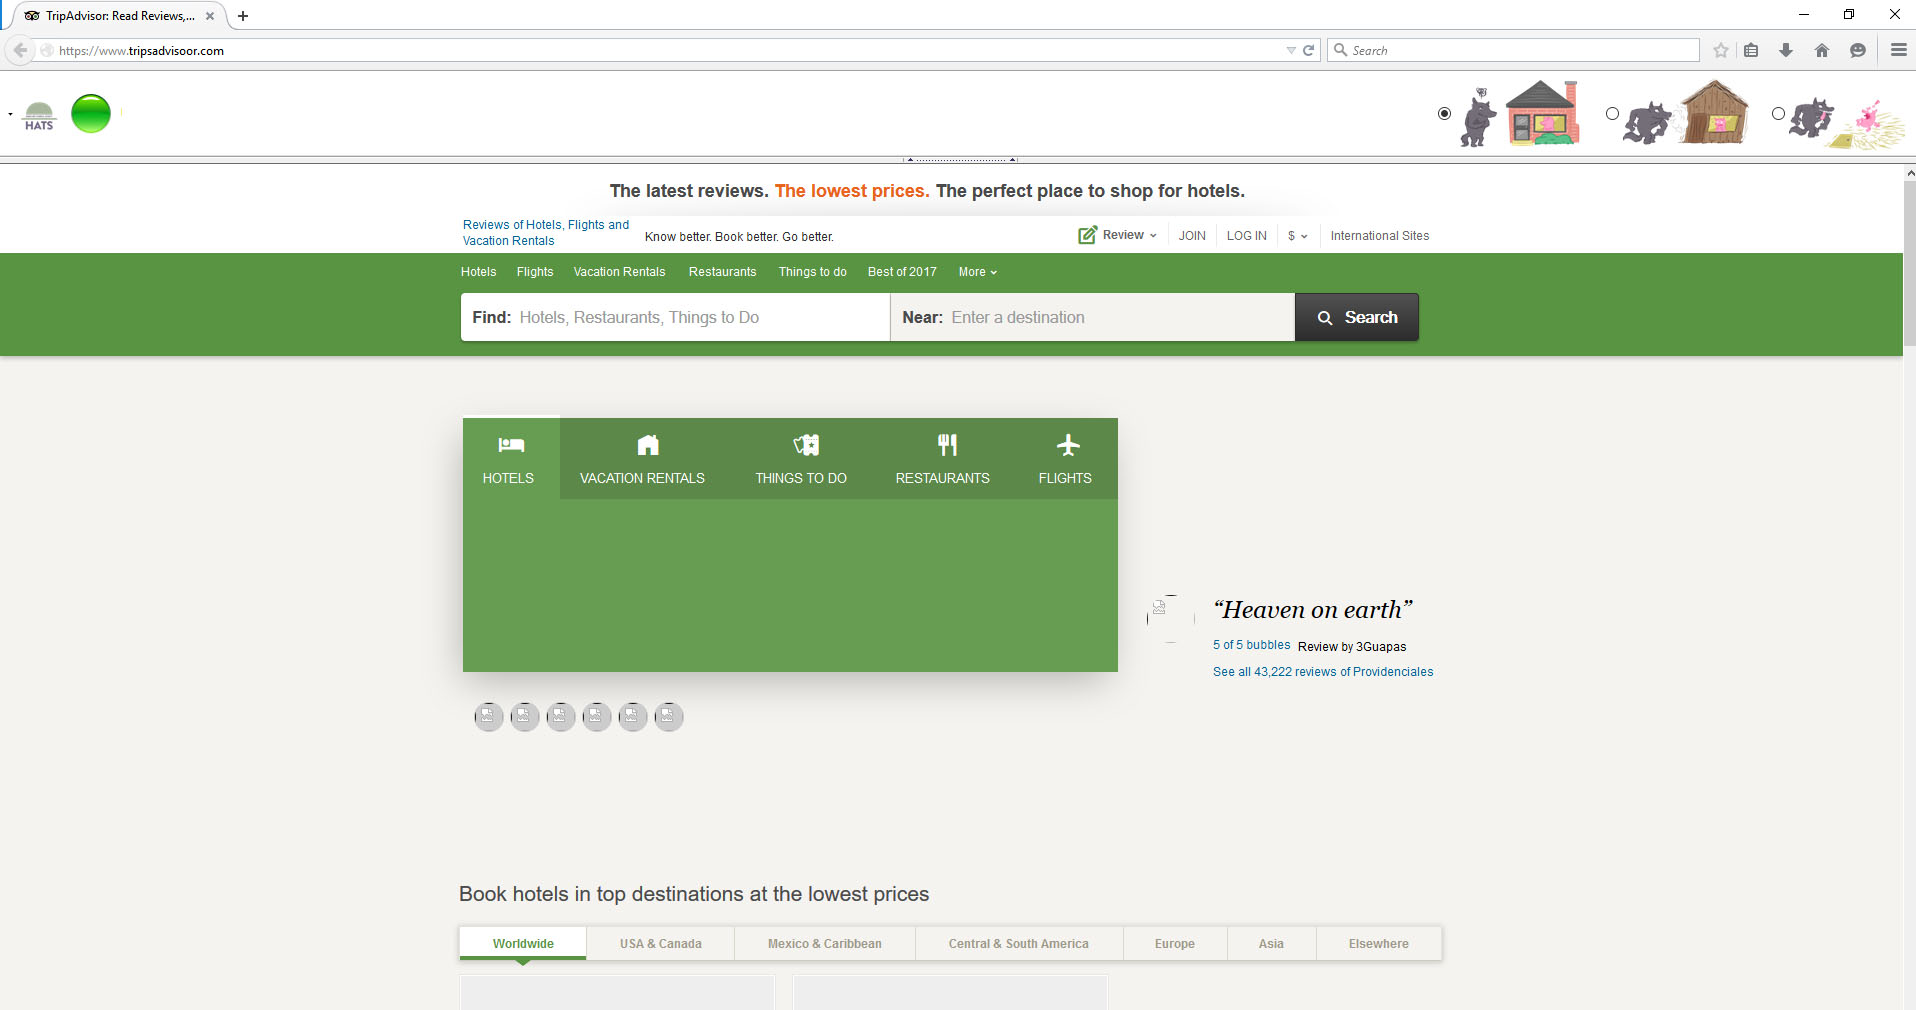 TripAdvisor: Read Reviews,...
https://www.tripsadvisoor.com
Search
HATS
The latest reviews. The lowest prices. The perfect place to shop for hotels.
Reviews of Hotels, Flights and
Vacation Rentals
Know better. Book better. Go better.
Review
JOIN
LOG IN
$
International Sites
Hotels Flights Vacation Rentals Restaurants Things to do Best of 2017 More
Find: Hotels, Restaurants, Things to Do
Near: Enter a destination
Search
HOTELS VACATION RENTALS THINGS TO DO RESTAURANTS FLIGHTS
“Heaven on earth”
5 of 5 bubbles Review by 3Guapas
See all 43,222 reviews of Providenciales
Book hotels in top destinations at the lowest prices
Worldwide USA & Canada Mexico & Caribbean Central & South America Europe Asia Elsewhere